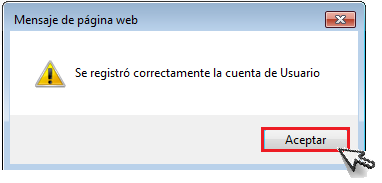 Mensaje de página web
Se registró correctamente la cuenta de Usuario
Aceptar